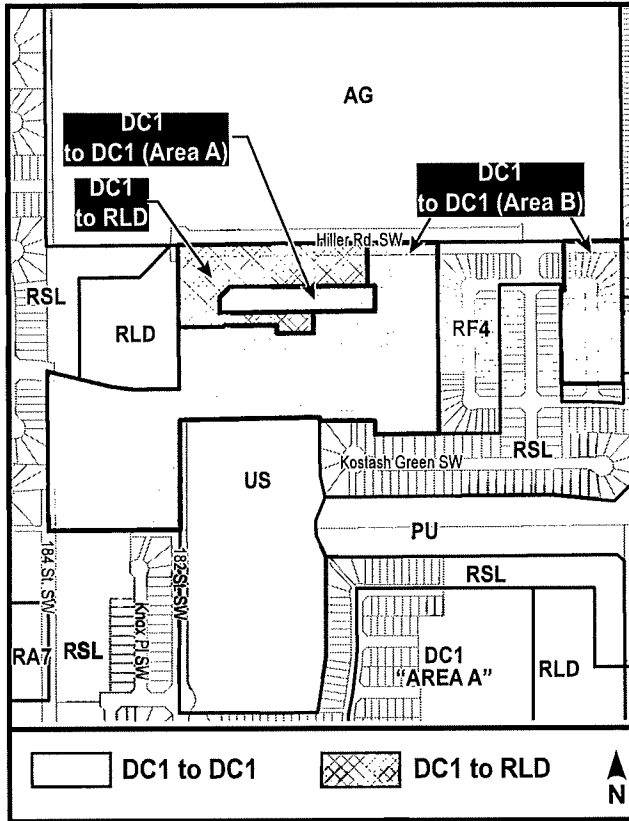 AG
DC1
to DC1 (Area A)
DC1
to RLD
DC1
to DC1 (Area B)
Hiller Rd. SW
RSL
RLD
RF4
US
RSL
Kostash Green SW
PU
RSL
184 St. SW
Knox Pl SW
182 St. SW
RA7
RSL
DC1
"AREA A"
RLD
DC1 to DC1
DC1 to RLD
N